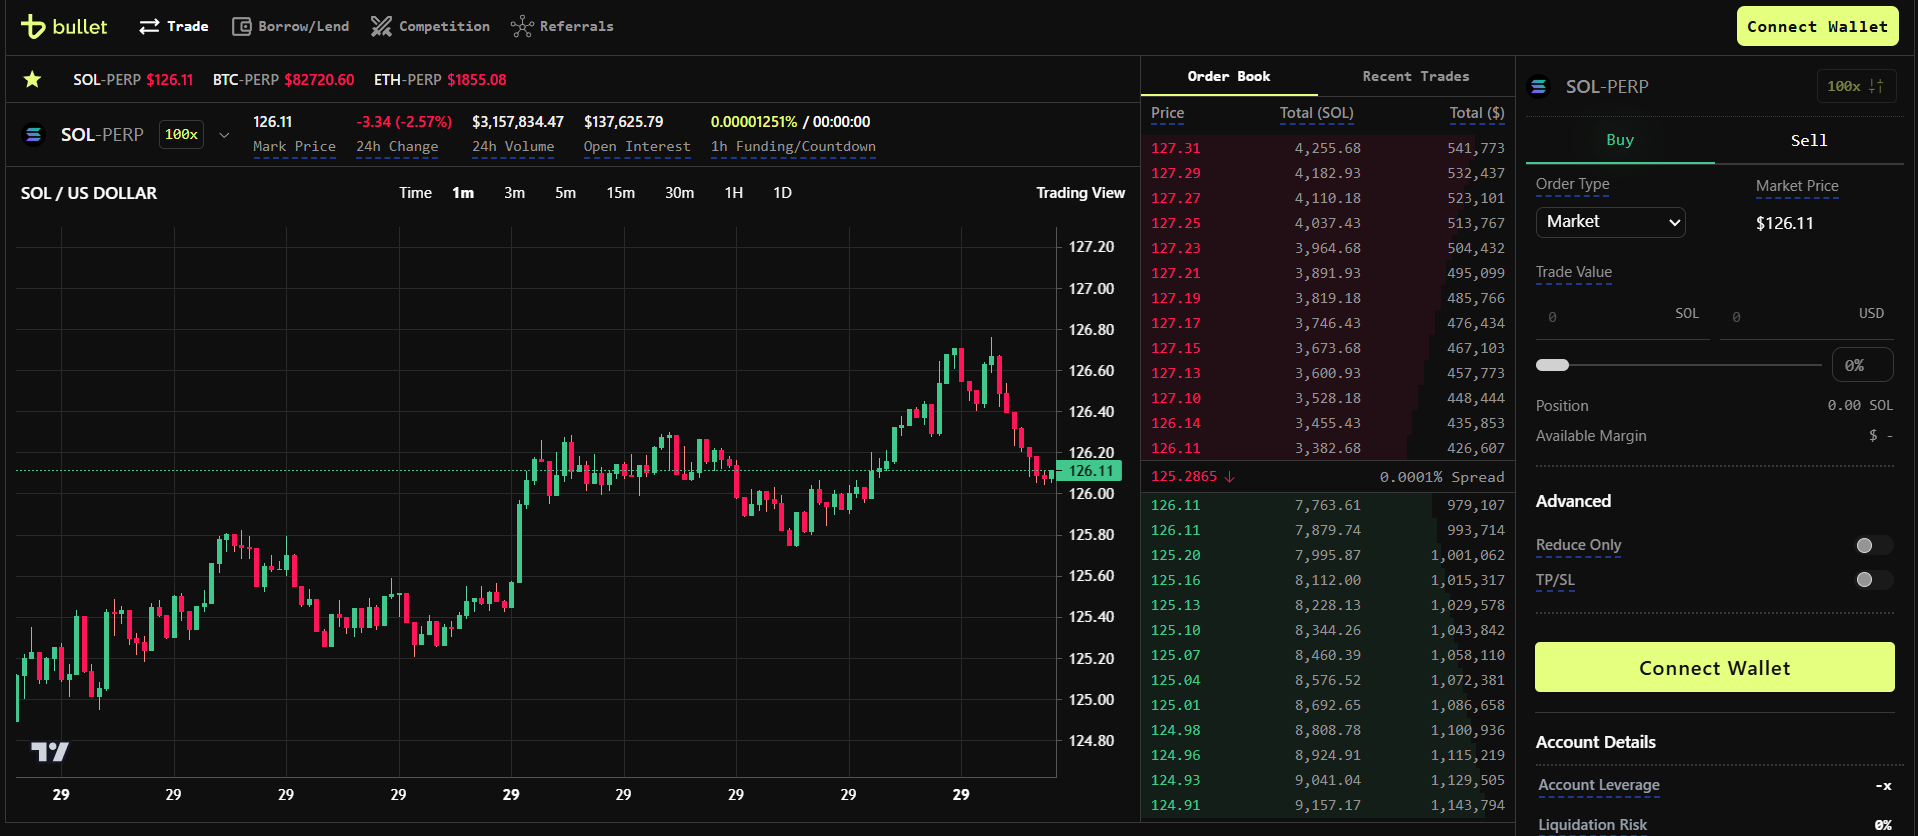 bullet Trade Borrow/Lend Competition Referrals Connect Wallet
SOL-PERP $126.11 BTC-PERP $82720.60 ETH-PERP $1855.08
SOL-PERP 100x
126.11 -3.34 (-2.57%) $3,157,834.47 $137,625.79 0.00001251% / 00:00:00
Mark Price 24h Change 24h Volume Open Interest 1h Funding/Countdown
SOL / US DOLLAR Time 1m 3m 5m 15m 30m 1H 1D Trading View
127.20
127.00
126.80
126.60
126.40
126.20
126.11
126.00
125.80
125.60
125.40
125.20
125.00
124.80
29 29 29 29 29 29 29 29 29
Order Book Recent Trades
Price Total (SOL) Total ($)
127.31 4,255.68 541,773
127.29 4,182.93 532,437
127.27 4,110.18 523,101
127.25 4,037.43 513,767
127.23 3,964.68 504,432
127.21 3,891.93 495,099
127.19 3,819.18 485,766
127.17 3,746.43 476,434
127.15 3,673.68 467,103
127.13 3,600.93 457,773
127.10 3,528.18 448,444
126.14 3,455.43 435,853
126.11 3,382.68 426,607
125.2865 ↓ 0.0001% Spread
126.11 7,763.61 979,107
126.11 7,879.74 993,714
125.20 7,995.87 1,001,062
125.16 8,112.00 1,015,317
125.13 8,228.13 1,029,578
125.10 8,344.26 1,043,842
125.07 8,460.39 1,058,110
125.04 8,576.52 1,072,381
125.01 8,692.65 1,086,658
124.98 8,808.78 1,100,936
124.96 8,924.91 1,115,219
124.93 9,041.04 1,129,505
124.91 9,157.17 1,143,794
SOL-PERP 100x
Buy Sell
Order Type Market Price
Market $126.11
Trade Value
0 SOL 0 USD
0%
Position 0.00 SOL
Available Margin $ -
Advanced
Reduce Only
TP/SL
Connect Wallet
Account Details
Account Leverage -x
Liquidation Risk 0%